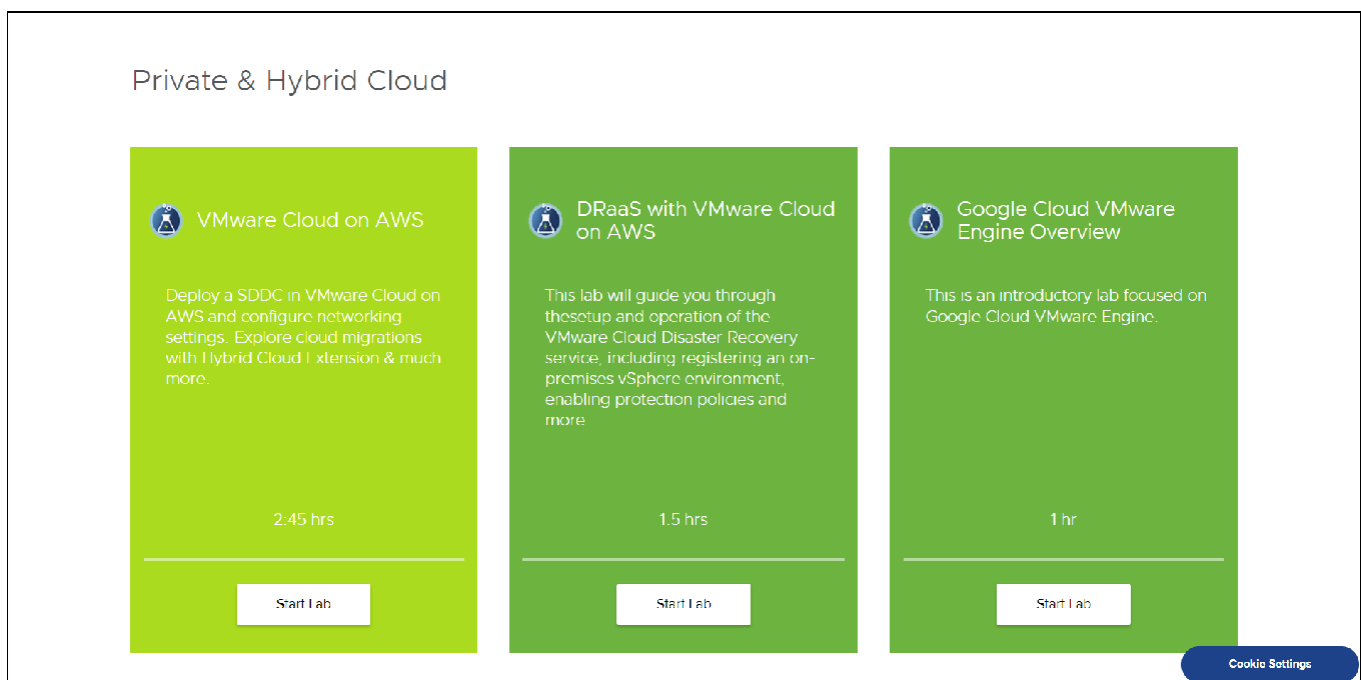 Private & Hybrid Cloud
VMware Cloud on AWS
Deploy a SDDC in VMware Cloud on
AWS and configure networking
settings. Explore cloud migrations
with Hybrid Cloud Extension & much
more.
2:45 hrs
Start Lab
DRaaS with VMware Cloud
on AWS
This lab will guide you through
thesetup and operation of the
VMware Cloud Disaster Recovery
service, including registering an on-
premises vSphere environment,
enabling protection policies and
more
1.5 hrs
Start Lab
Google Cloud VMware
Engine Overview
This is an introductory lab focused on
Google Cloud VMware Engine.
1 hr
Start Lab
Cookie Settings